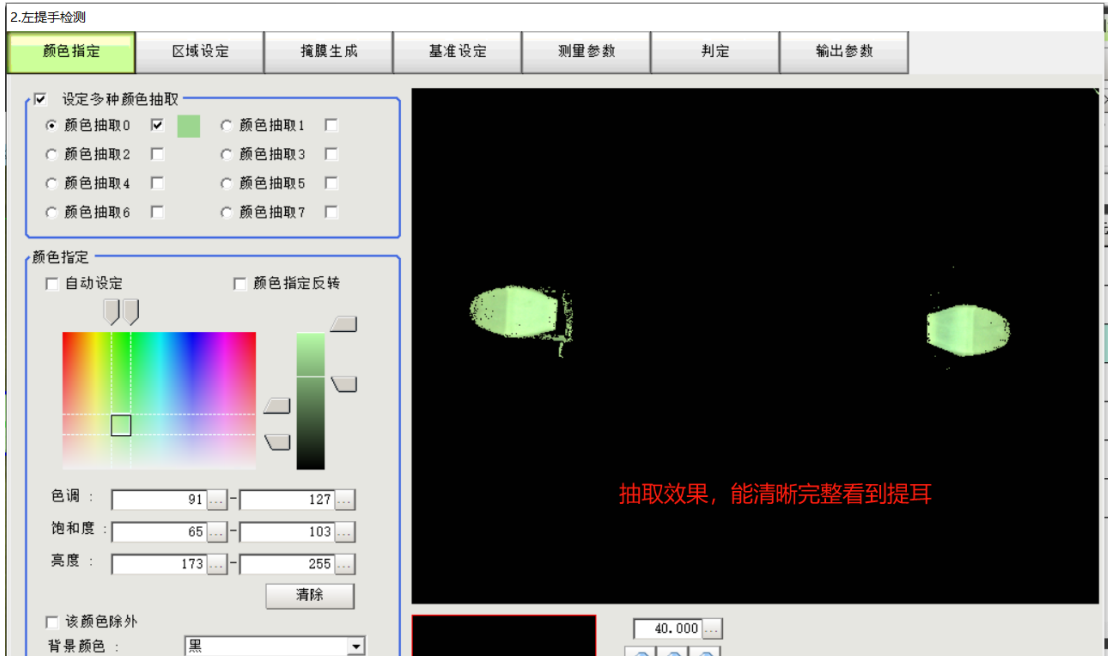 2.左提手检测
颜色指定 区域设定 掩膜生成 基准设定 测量参数 判定 输出参数
设定多种颜色抽取
颜色抽取0 颜色抽取1
颜色抽取2 颜色抽取3
颜色抽取4 颜色抽取5
颜色抽取6 颜色抽取7
颜色指定
自动设定 颜色指定反转
色调 : 91 ... - 127 ...
饱和度 : 65 ... - 103 ...
亮度 : 173 ... - 255 ...
清除
该颜色除外
背景颜色 : 黑
抽取效果，能清晰完整看到提耳
40.000 ...